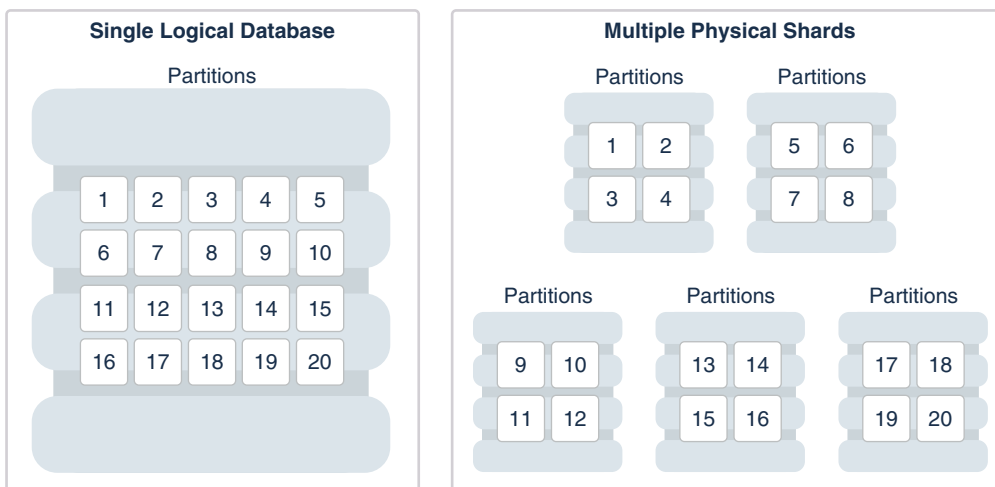 Single Logical Database
Partitions
1 2 3 4 5
6 7 8 9 10
11 12 13 14 15
16 17 18 19 20
Multiple Physical Shards
Partitions
1 2
3 4
Partitions
5 6
7 8
Partitions
9 10
11 12
Partitions
13 14
15 16
Partitions
17 18
19 20